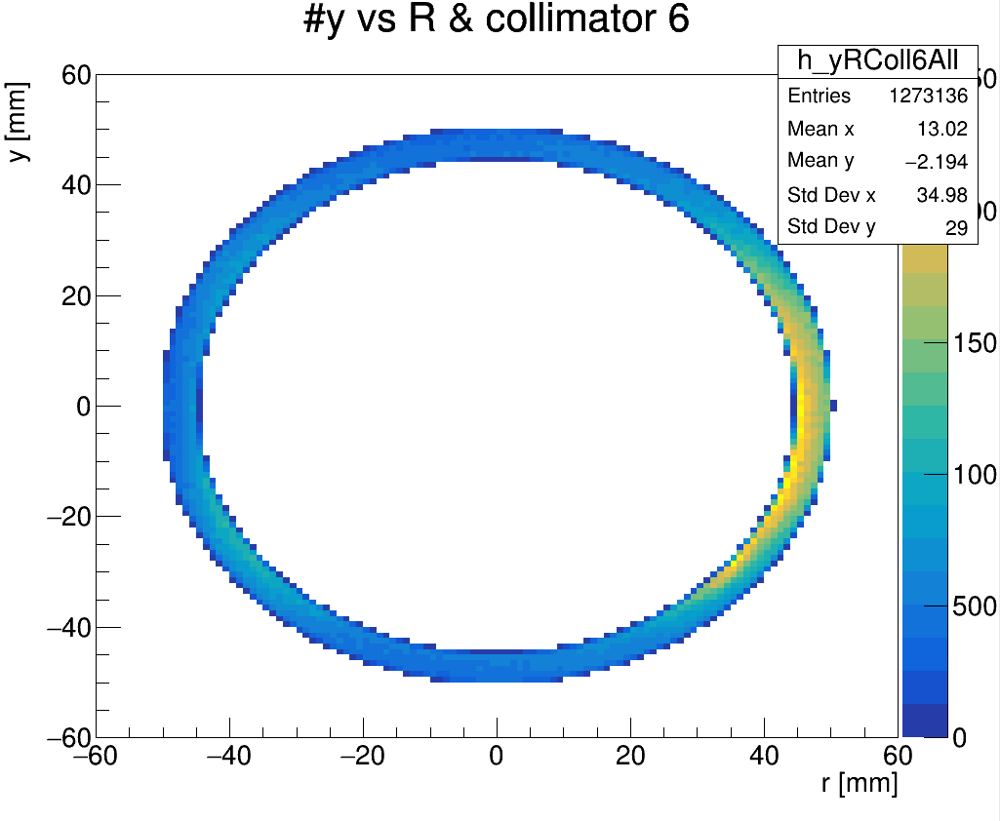 #y vs R & collimator 6
h_yRColl6All
Entries 1273136
Mean x 13.02
Mean y −2.194
Std Dev x 34.98
Std Dev y 29
y [mm]
60
40
20
0
−20
−40
−60
−60 −40 −20 0 20 40 60
r [mm]
150
100
500
0